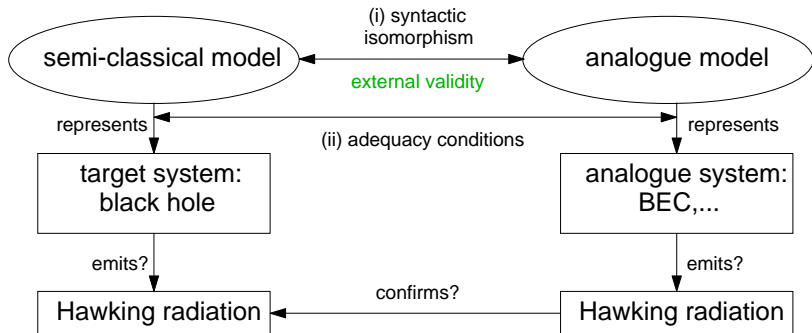 (i) syntactic
isomorphism
semi-classical model
analogue model
external validity
represents
represents
(ii) adequacy conditions
target system:
black hole
analogue system:
BEC,...
emits?
emits?
confirms?
Hawking radiation
Hawking radiation